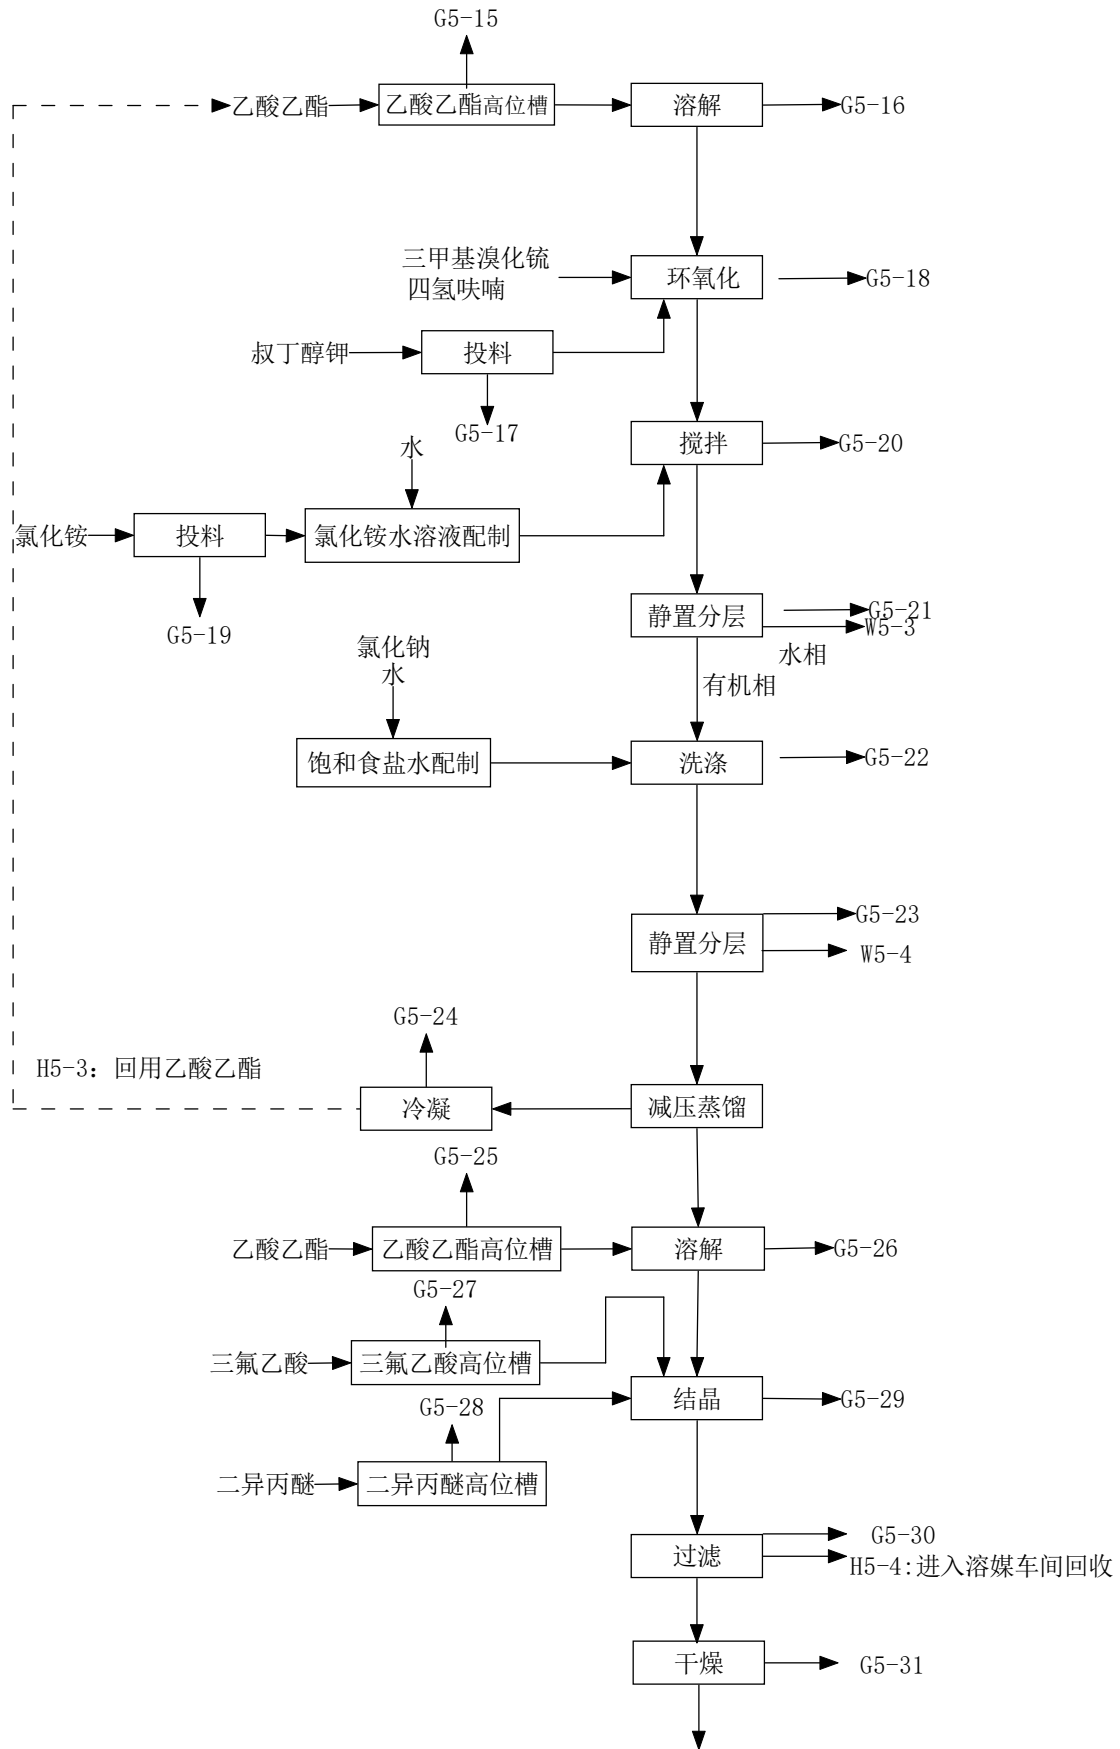 G5-15
乙酸乙酯
乙酸乙酯高位槽
溶解
G5-16
三甲基溴化锍
四氢呋喃
环氧化
G5-18
叔丁醇钾
投料
G5-17
水
搅拌
G5-20
氯化铵
投料
氯化铵水溶液配制
G5-19
静置分层
G5-21
W5-3
水相
有机相
氯化钠
水
饱和食盐水配制
洗涤
G5-22
静置分层
G5-23
W5-4
G5-24
H5-3：回用乙酸乙酯
冷凝
减压蒸馏
G5-25
乙酸乙酯
乙酸乙酯高位槽
溶解
G5-26
G5-27
三氟乙酸
三氟乙酸高位槽
结晶
G5-29
G5-28
二异丙醚
二异丙醚高位槽
过滤
G5-30
H5-4:进入溶媒车间回收
干燥
G5-31